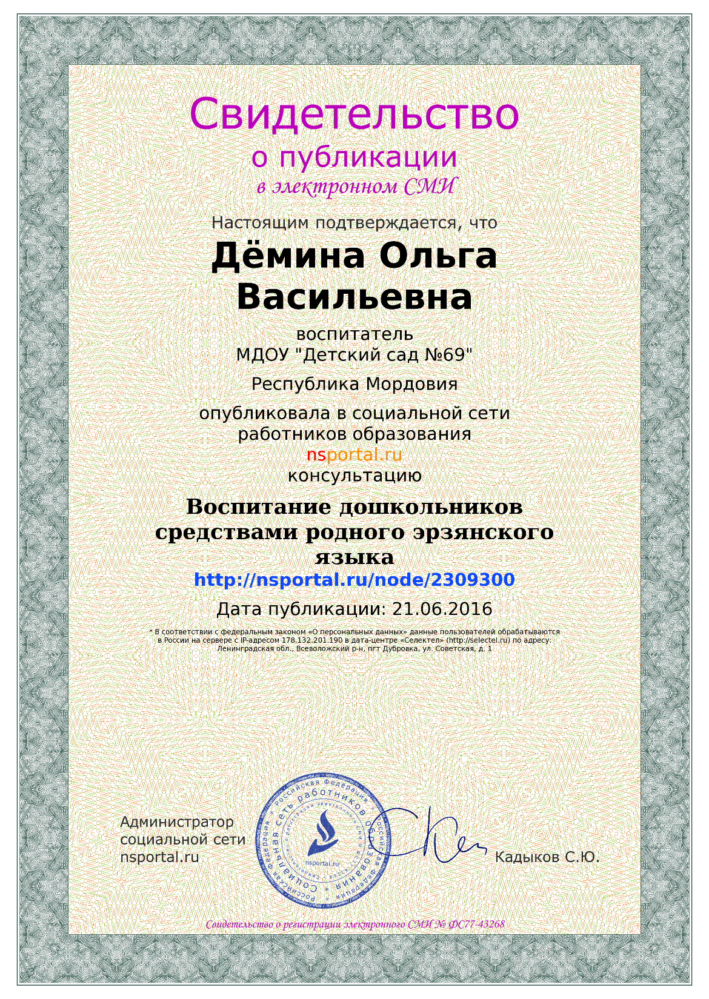 Свидетельство
о публикации
в электронном СМИ
Настоящим подтверждается, что
Дёмина Ольга
Васильевна
воспитатель
МДОУ "Детский сад №69"
Республика Мордовия
опубликовала в социальной сети
работников образования
nsportal.ru
консультацию
Воспитание дошкольников
средствами родного эрзянского
языка
http://nsportal.ru/node/2309300
Дата публикации: 21.06.2016
* В соответствии с федеральным законом «О персональных данных» данные пользователей обрабатываются
в России на сервере с IP-адресом 178.132.201.190 в дата-центре «Селектел» (http://selectel.ru) по адресу:
Ленинградская обл., Всеволожский р-н, пгт Дубровка, ул. Советская, д. 1
Администратор
социальной сети
nsportal.ru
Российская Федерация * Российская Федерация * Российская Федерация *
Социальная сеть работников образования *
nsportal.ru
Кадыков С.Ю.
Свидетельство о регистрации электронного СМИ № ФС77-43268